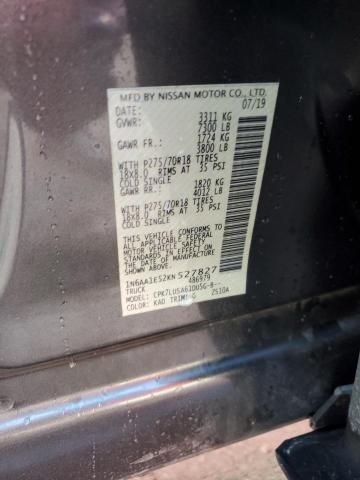 MFD BY NISSAN MOTOR CO., LTD.
DATE: 07/19
GVWR: 3311 KG
7300 LB
GAWR FR.: 1724 KG
3800 LB
WITH P275/70R18 TIRES
18X8.0 RIMS AT 35 PSI
COLD SINGLE
GAWR RR.: 1820 KG
4012 LB
WITH P275/70R18 TIRES
18X8.0 RIMS AT 35 PSI
COLD SINGLE
THIS VEHICLE CONFORMS
TO ALL APPLICABLE FEDERAL
MOTOR VEHICLE SAFETY
STANDARDS IN EFFECT ON
THE DATE OF MANUFACTURE
SHOWN ABOVE
1N6AA1E52KN 527827
TRUCK 486979
MODEL:
COLOR: KAD TRIM: G ZS10A